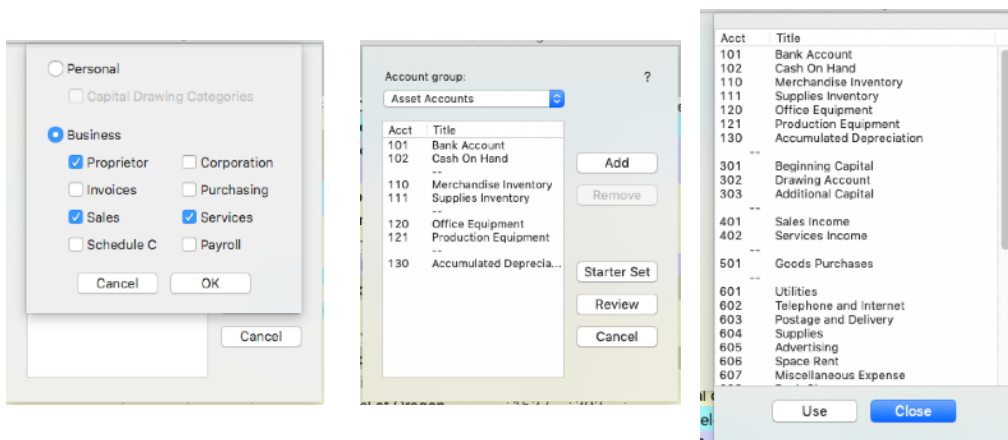 Personal
Capital Drawing Categories
Business
Proprietor Corporation
Invoices Purchasing
Sales Services
Schedule C Payroll
Cancel OK
Cancel
Account group: ?
Asset Accounts
Acct Title
101 Bank Account
102 Cash On Hand
--
110 Merchandise Inventory
111 Supplies Inventory
--
120 Office Equipment
121 Production Equipment
--
130 Accumulated Deprecia...
Add
Remove
Starter Set
Review
Cancel
Acct Title
101 Bank Account
102 Cash On Hand
110 Merchandise Inventory
111 Supplies Inventory
120 Office Equipment
121 Production Equipment
130 Accumulated Depreciation
--
301 Beginning Capital
302 Drawing Account
303 Additional Capital
--
401 Sales Income
402 Services Income
--
501 Goods Purchases
--
601 Utilities
602 Telephone and Internet
603 Postage and Delivery
604 Supplies
605 Advertising
606 Space Rent
607 Miscellaneous Expense
Use Close